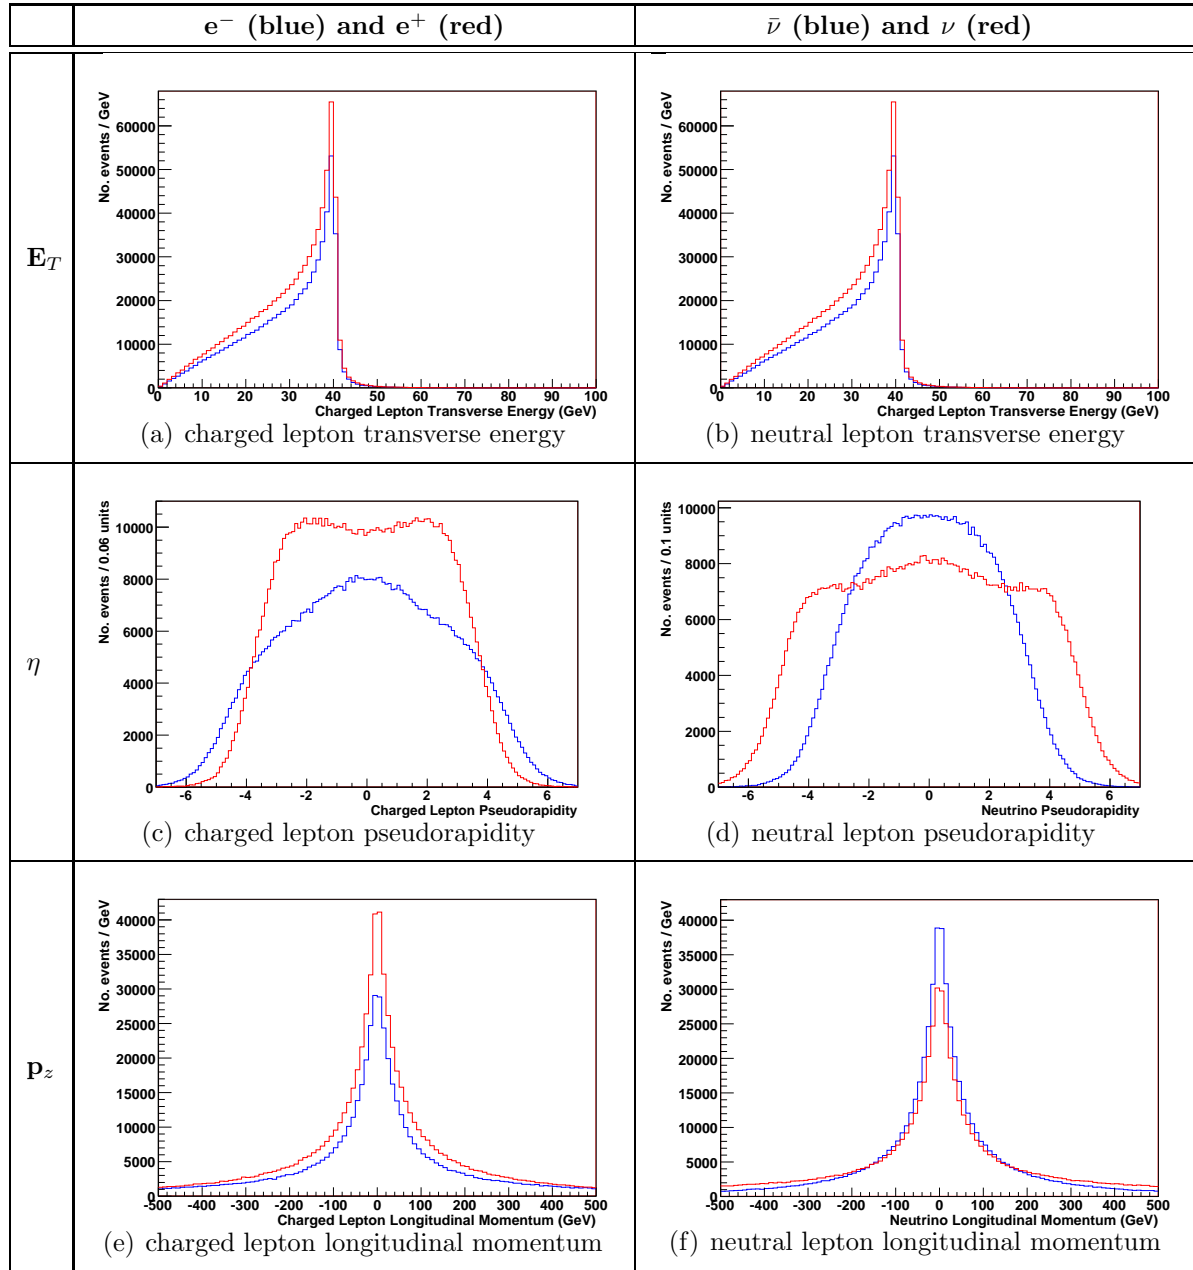 e⁻ (blue) and e⁺ (red)
ν̄ (blue) and ν (red)
E_T
No. events / GeV
60000
50000
40000
30000
20000
10000
0
0 10 20 30 40 50 60 70 80 90 100
Charged Lepton Transverse Energy (GeV)
(a) charged lepton transverse energy
No. events / GeV
60000
50000
40000
30000
20000
10000
0
0 10 20 30 40 50 60 70 80 90 100
Charged Lepton Transverse Energy (GeV)
(b) neutral lepton transverse energy
η
No. events / 0.06 units
10000
8000
6000
4000
2000
0
-6 -4 -2 0 2 4 6
Charged Lepton Pseudorapidity
(c) charged lepton pseudorapidity
No. events / 0.1 units
10000
9000
8000
7000
6000
5000
4000
3000
2000
1000
0
-6 -4 -2 0 2 4 6
Neutrino Pseudorapidity
(d) neutral lepton pseudorapidity
p_z
No. events / GeV
40000
35000
30000
25000
20000
15000
10000
5000
0
-500 -400 -300 -200 -100 0 100 200 300 400 500
Charged Lepton Longitudinal Momentum (GeV)
(e) charged lepton longitudinal momentum
No. events / GeV
40000
35000
30000
25000
20000
15000
10000
5000
0
-500 -400 -300 -200 -100 0 100 200 300 400 500
Neutrino Longitudinal Momentum (GeV)
(f) neutral lepton longitudinal momentum